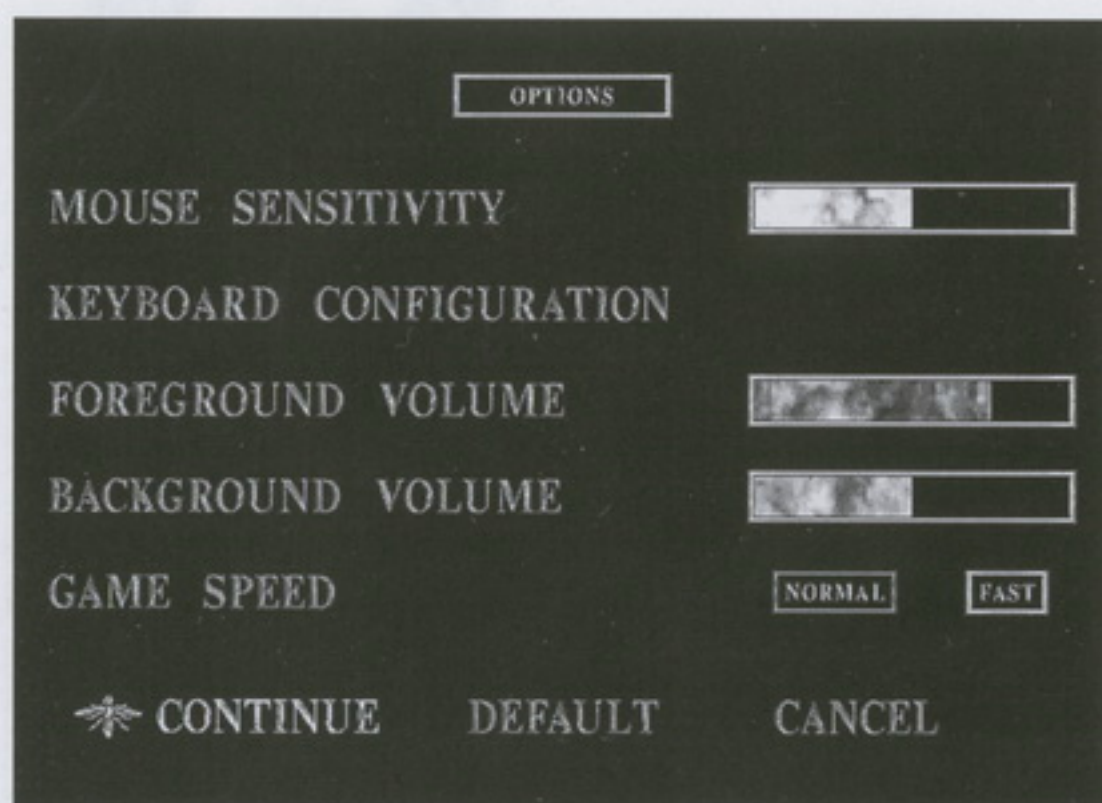 OPTIONS
MOUSE SENSITIVITY
KEYBOARD CONFIGURATION
FOREGROUND VOLUME
BACKGROUND VOLUME
GAME SPEED NORMAL FAST
CONTINUE DEFAULT CANCEL